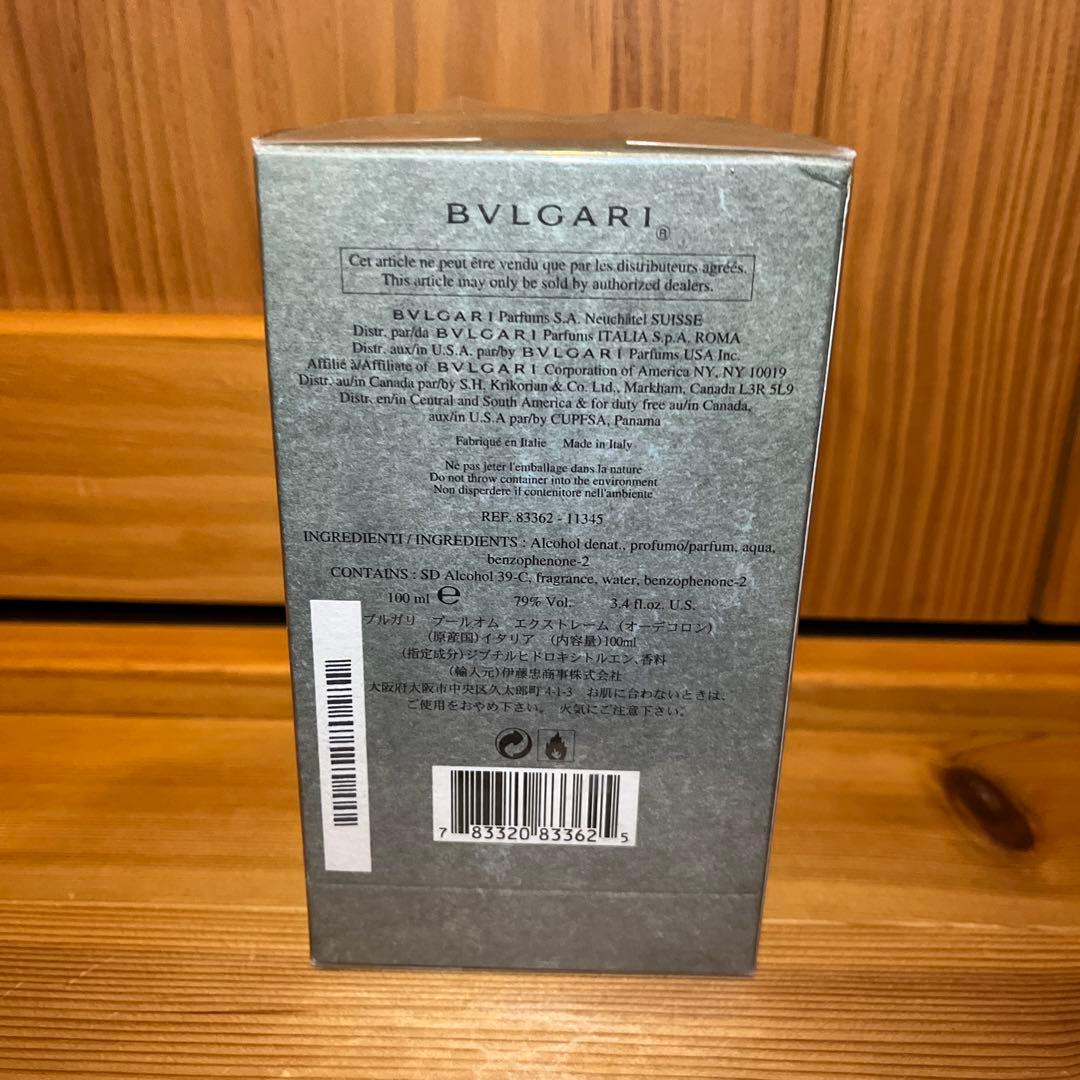 BVLGARI®
Cet article ne peut être vendu que par les distributeurs agréés.
This article may only be sold by authorized dealers.
BVLGARI Parfums S.A. Neuchâtel SUISSE
Distr. par/da BVLGARI Parfums ITALIA S.p.A. ROMA
Distr. aux/in U.S.A. par/by BVLGARI Parfums USA Inc.
Affilié à/Affiliate of BVLGARI Corporation of America NY, NY 10019
Distr. au/in Canada par/by S.H. Krikorian & Co. Ltd., Markham, Canada L3R 5L9
Distr. en/in Central and South America & for duty free au/in Canada,
aux/in U.S.A par/by CUPFSA, Panama
Fabriqué en Italie Made in Italy
Ne pas jeter l'emballage dans la nature
Do not throw container into the environment
Non disperdere il contenitore nell'ambiente
REF. 83362 - 11345
INGREDIENTI / INGREDIENTS : Alcohol denat., profumo/parfum, aqua,
benzophenone-2
CONTAINS : SD Alcohol 39-C, fragrance, water, benzophenone-2
100 ml ℮ 79% Vol. 3.4 fl.oz. U.S.
ブルガリ プールオム エクストレーム (オーデコロン)
(原産国)イタリア (内容量)100ml
(指定成分)ジブチルヒドロキシトルエン、香料
(輸入元)伊藤忠商事株式会社
大阪府大阪市中央区久太郎町 4-1-3 お肌に合わないときは、
ご使用をおやめ下さい。 火気にご注意下さい。
7 83320 83362 5